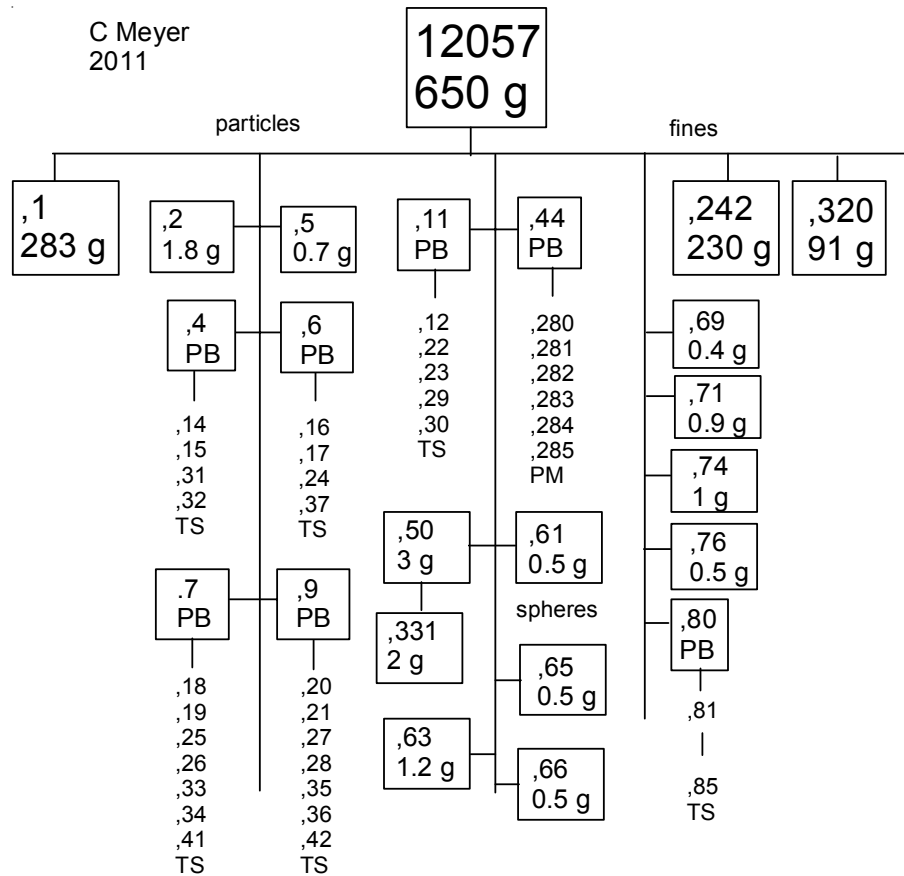 C Meyer
2011
12057
650 g
particles
fines
,1
283 g
,2
1.8 g
,5
0.7 g
,11
PB
,44
PB
,242
230 g
,320
91 g
,4
PB
,6
PB
,14
,15
,31
,32
TS
,16
,17
,24
,37
TS
,12
,22
,23
,29
,30
TS
,280
,281
,282
,283
,284
,285
PM
,69
0.4 g
,71
0.9 g
,74
1 g
,76
0.5 g
,80
PB
,81
,85
TS
,50
3 g
,61
0.5 g
spheres
,331
2 g
,65
0.5 g
,63
1.2 g
,66
0.5 g
.7
PB
,9
PB
,18
,19
,25
,26
,33
,34
,41
TS
,20
,21
,27
,28
,35
,36
,42
TS